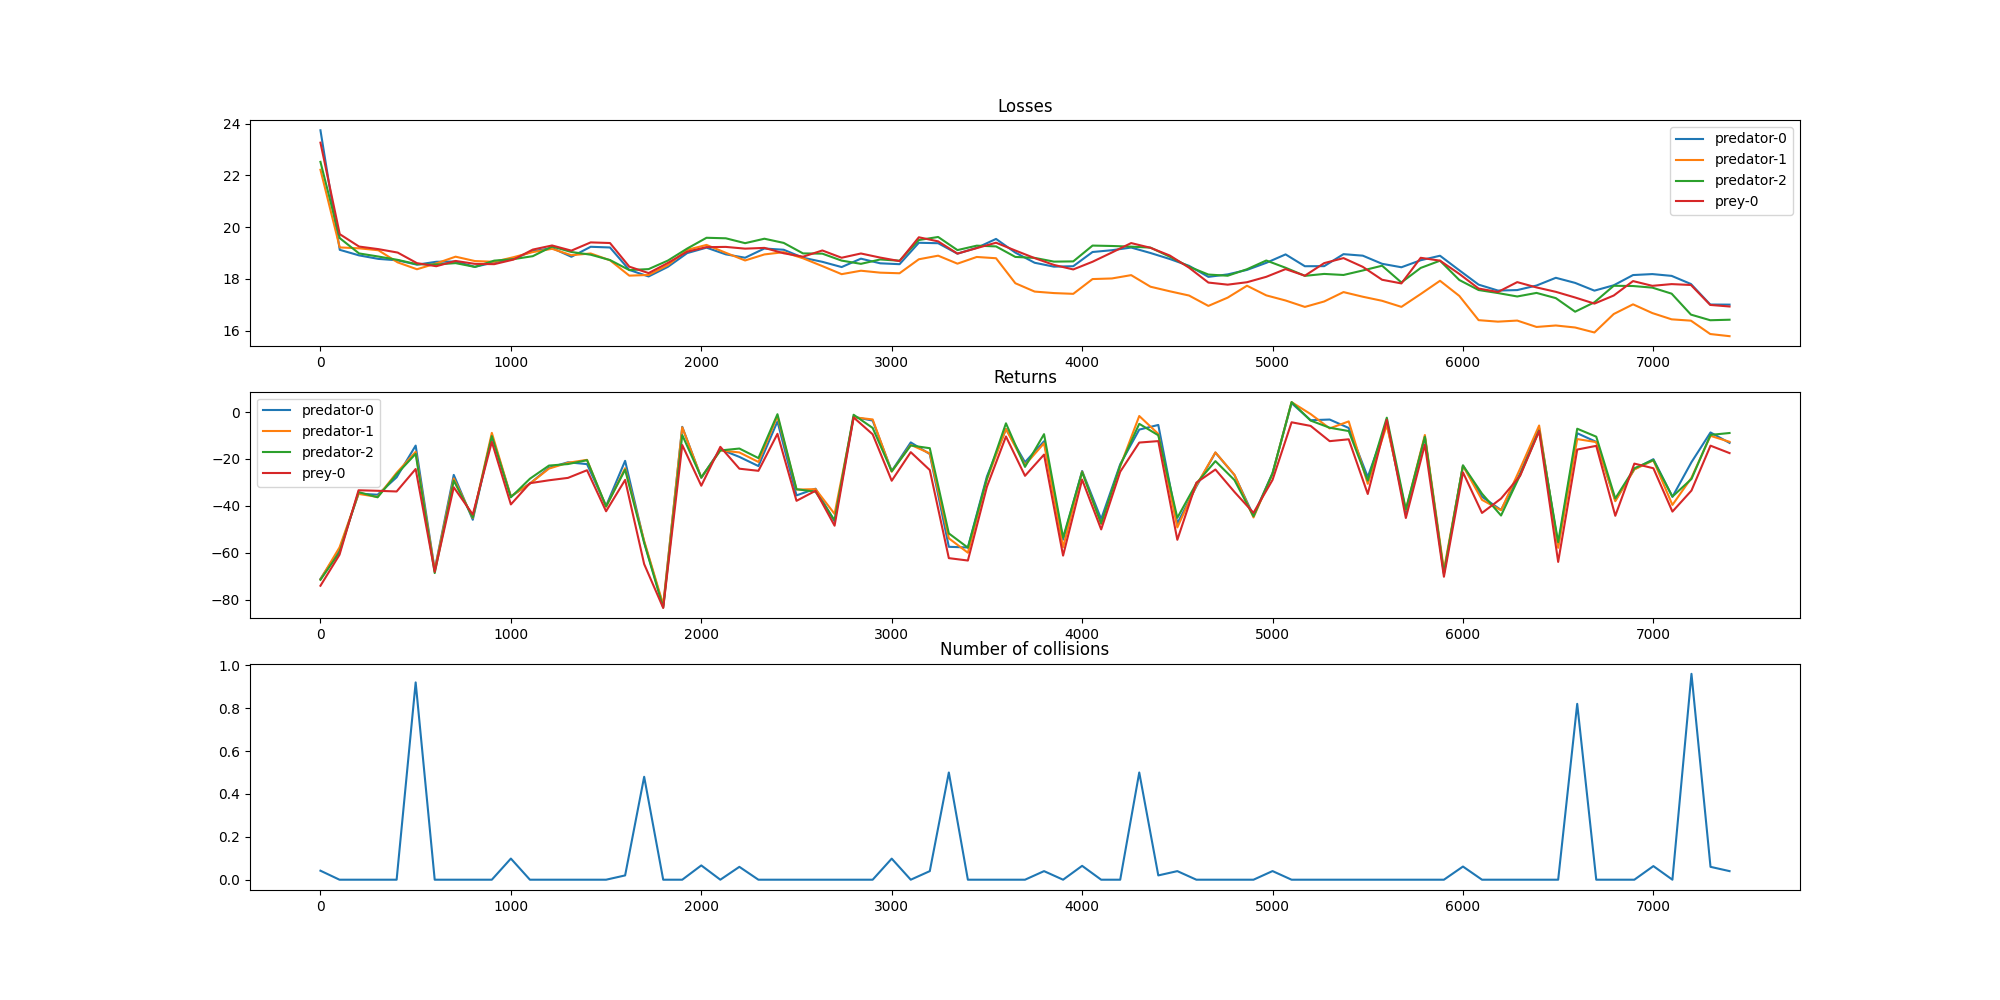 Losses
24
22
20
18
16
predator-0
predator-1
predator-2
prey-0
0 1000 2000 3000 4000 5000 6000 7000
Returns
0
−20
−40
−60
−80
predator-0
predator-1
predator-2
prey-0
0 1000 2000 3000 4000 5000 6000 7000
Number of collisions
1.0
0.8
0.6
0.4
0.2
0.0
0 1000 2000 3000 4000 5000 6000 7000